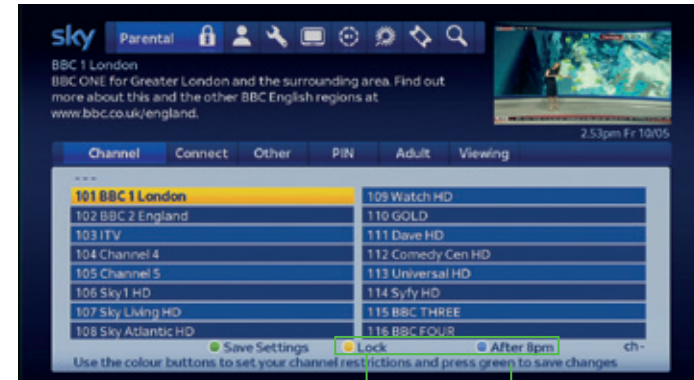 sky Parental
BBC 1 London
BBC ONE for Greater London and the surrounding area. Find out
more about this and the other BBC English regions at
www.bbc.co.uk/england.
2.53pm Fr 10/05
Channel Connect Other PIN Adult Viewing
---
101 BBC 1 London
102 BBC 2 England
103 ITV
104 Channel 4
105 Channel 5
106 Sky1 HD
107 Sky Living HD
108 Sky Atlantic HD
109 Watch HD
110 GOLD
111 Dave HD
112 Comedy Cen HD
113 Universal HD
114 Syfy HD
115 BBC THREE
116 BBC FOUR
Save Settings Lock After 8pm ch-
Use the colour buttons to set your channel restrictions and press green to save changes